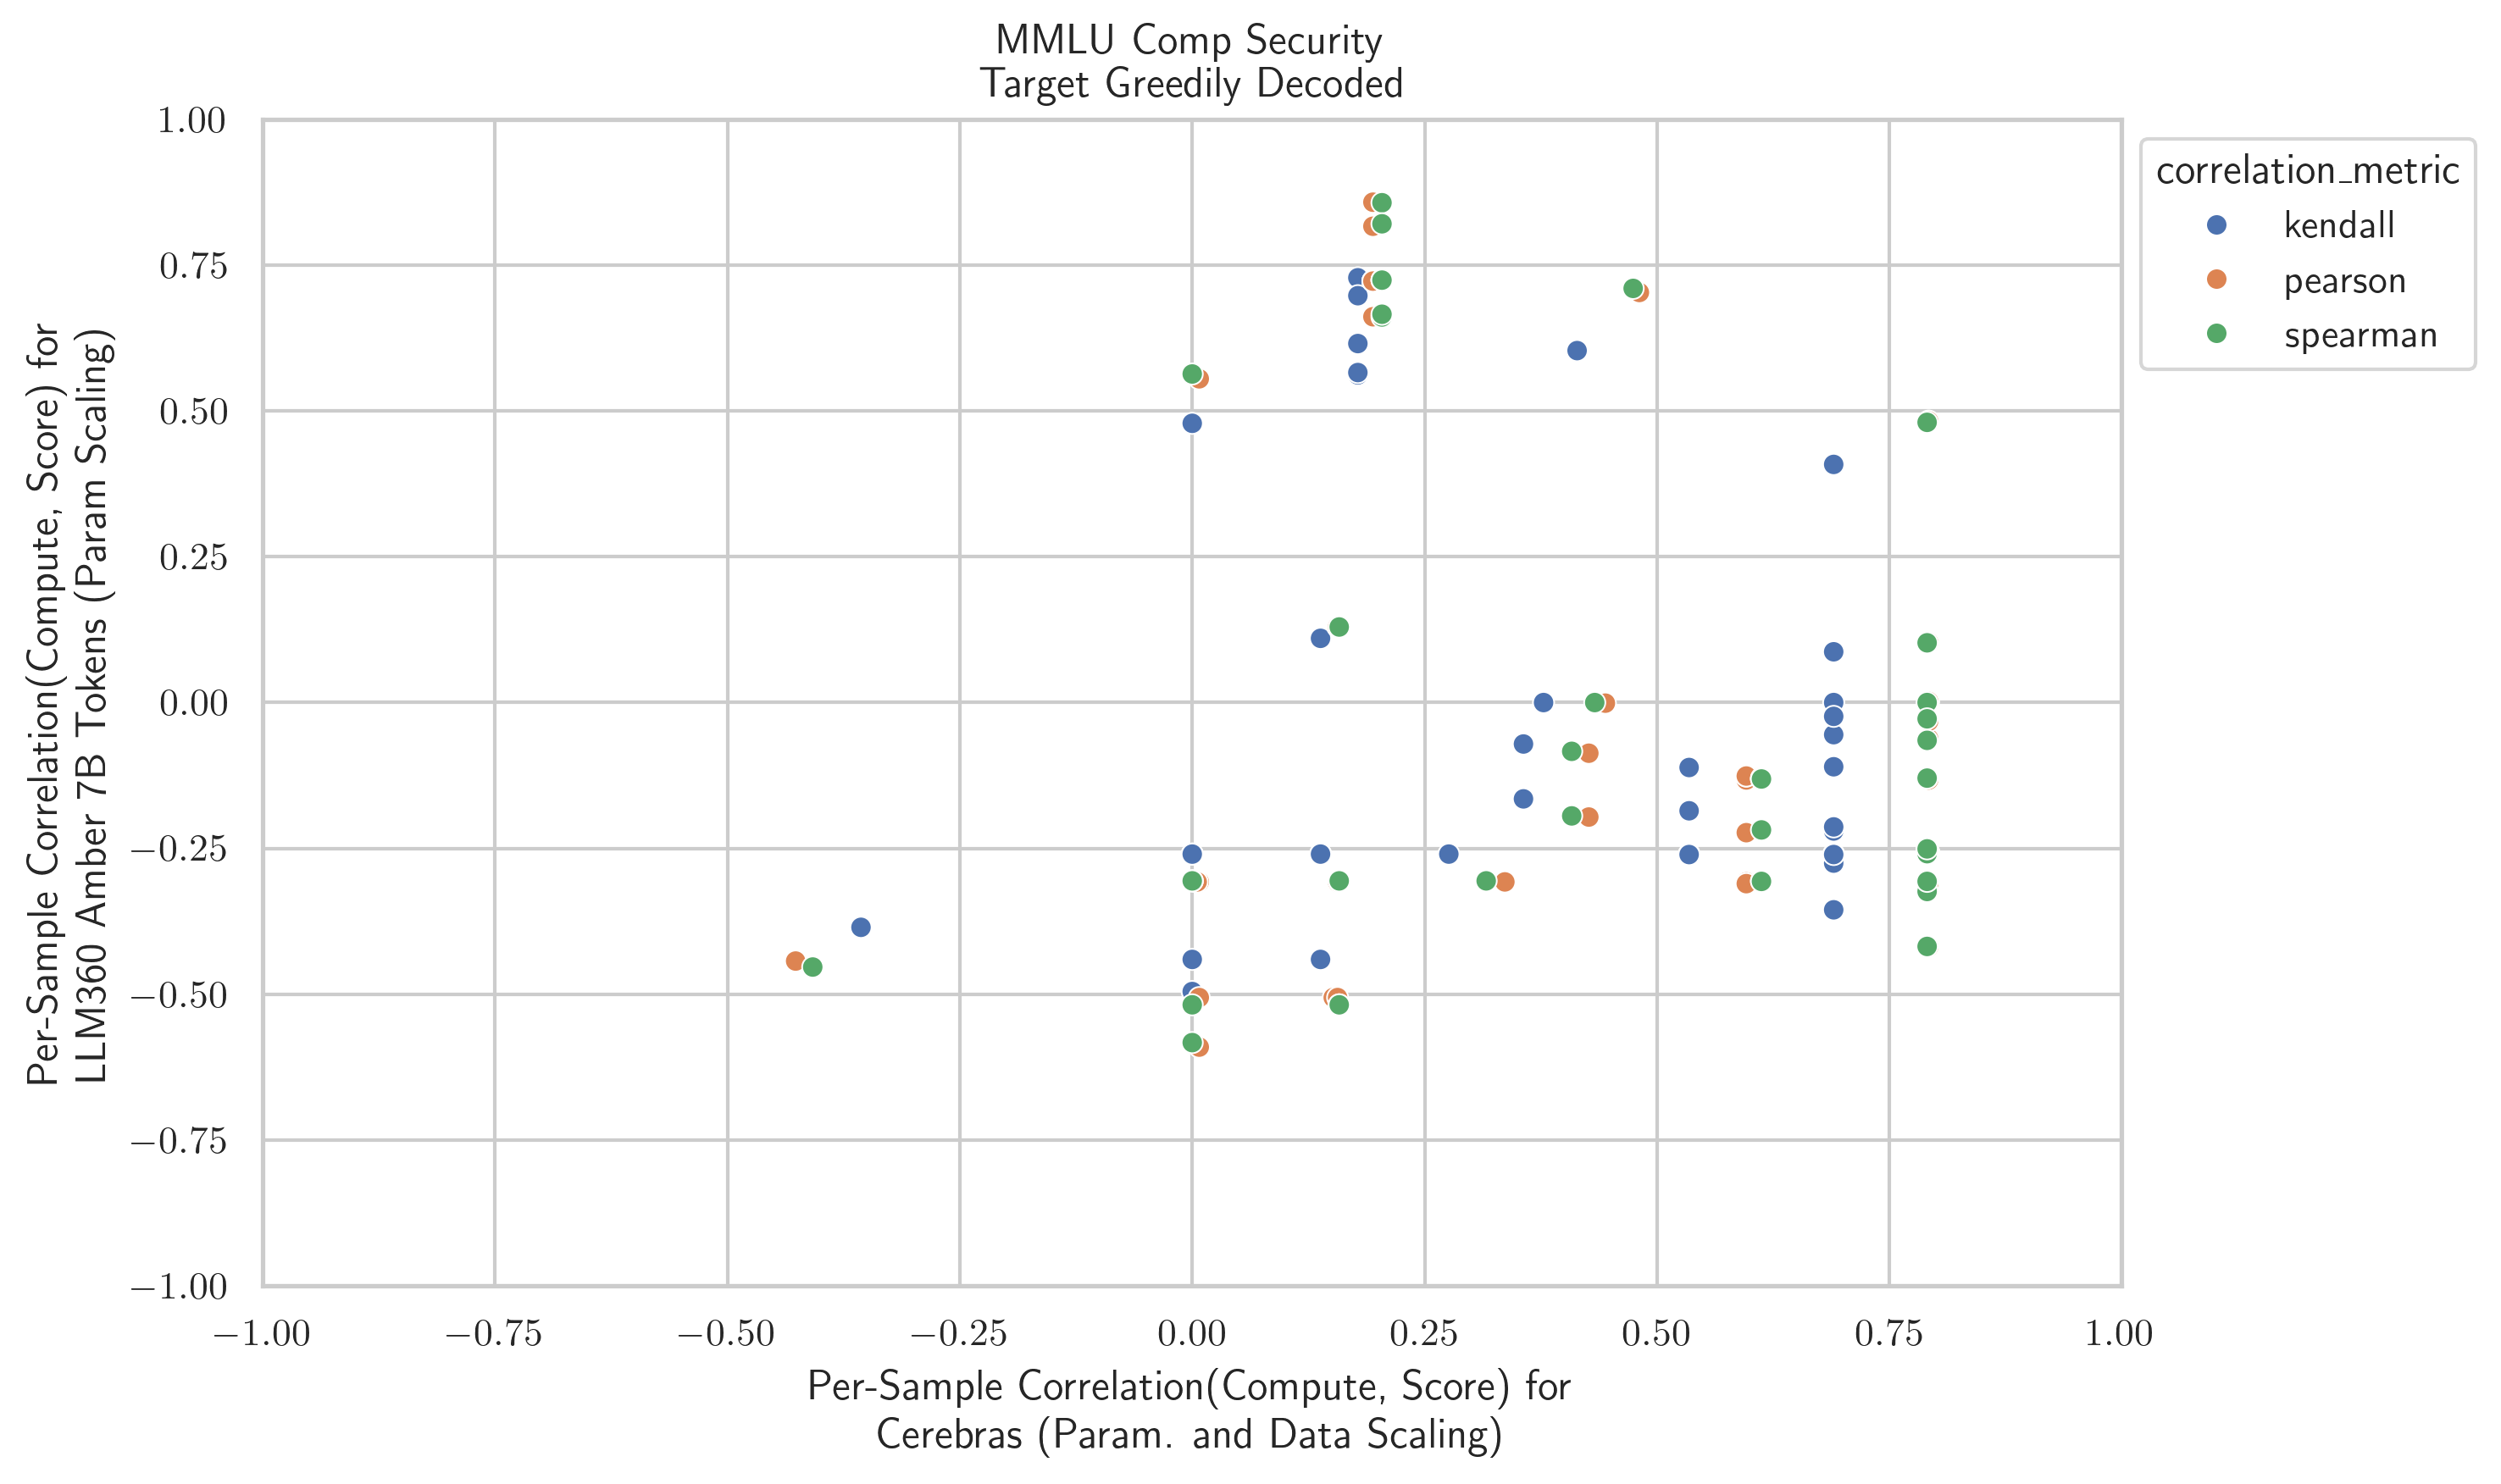 MMLU Comp Security
Target Greedily Decoded
Per-Sample Correlation(Compute, Score) for
LLM360 Amber 7B Tokens (Param Scaling)
1.00
0.75
0.50
0.25
0.00
−0.25
−0.50
−0.75
−1.00
−1.00 −0.75 −0.50 −0.25 0.00 0.25 0.50 0.75 1.00
Per-Sample Correlation(Compute, Score) for
Cerebras (Param. and Data Scaling)
correlation_metric
kendall
pearson
spearman